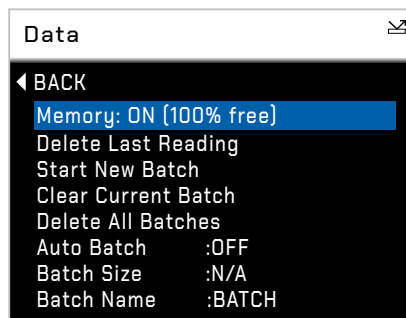 Data
BACK
Memory: ON (100% free)
Delete Last Reading
Start New Batch
Clear Current Batch
Delete All Batches
Auto Batch :OFF
Batch Size :N/A
Batch Name :BATCH